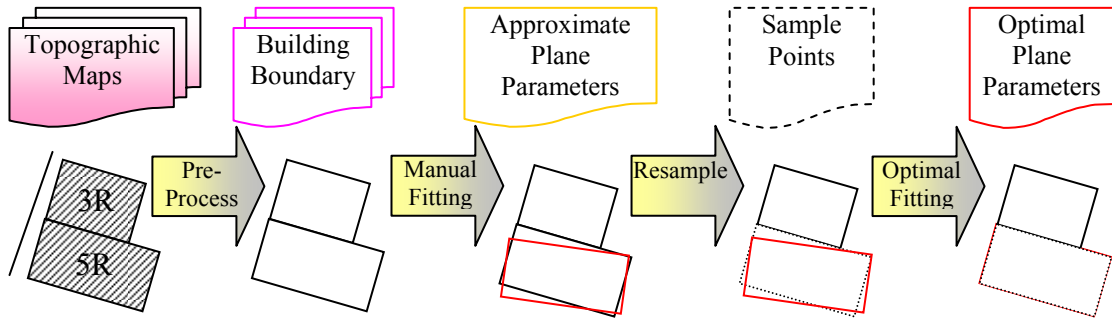 Topographic
Maps
Building
Boundary
Approximate
Plane
Parameters
Sample
Points
Optimal
Plane
Parameters
Pre-
Process
Manual
Fitting
Resample
Optimal
Fitting
3R
5R